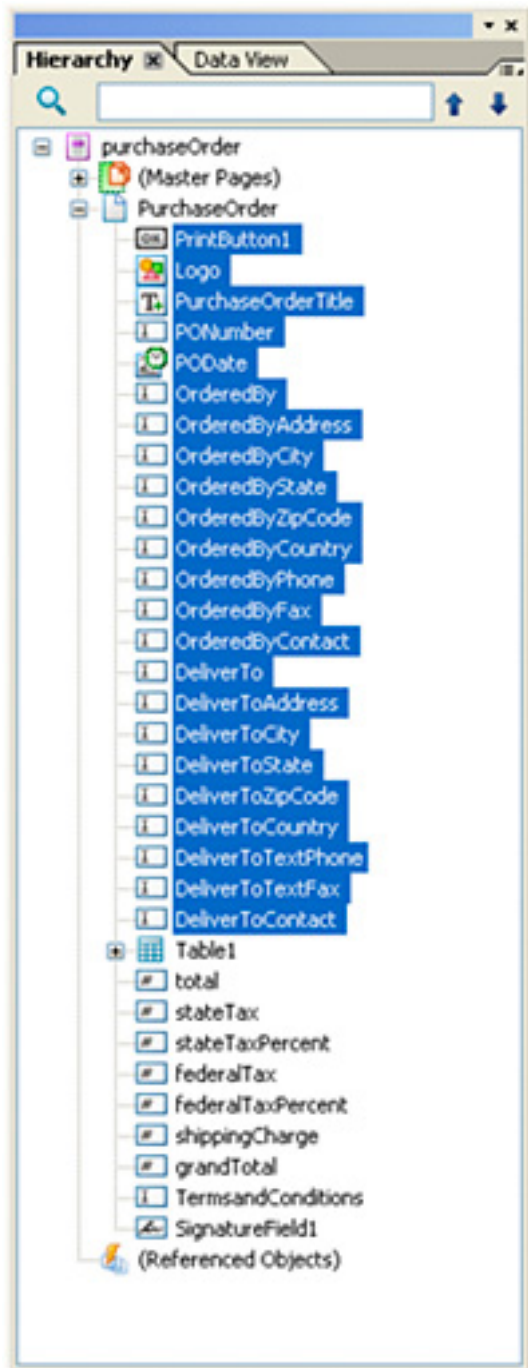 Hierarchy Data View
purchaseOrder
(Master Pages)
PurchaseOrder
OK PrintButton1
Logo
T PurchaseOrderTitle
PONumber
PODate
OrderedBy
OrderedByAddress
OrderedByCity
OrderedByState
OrderedByZipCode
OrderedByCountry
OrderedByPhone
OrderedByFax
OrderedByContact
DeliverTo
DeliverToAddress
DeliverToCity
DeliverToState
DeliverToZipCode
DeliverToCountry
DeliverToTextPhone
DeliverToTextFax
DeliverToContact
Table1
# total
# stateTax
# stateTaxPercent
# federalTax
# federalTaxPercent
# shippingCharge
# grandTotal
TermsandConditions
SignatureField1
(Referenced Objects)